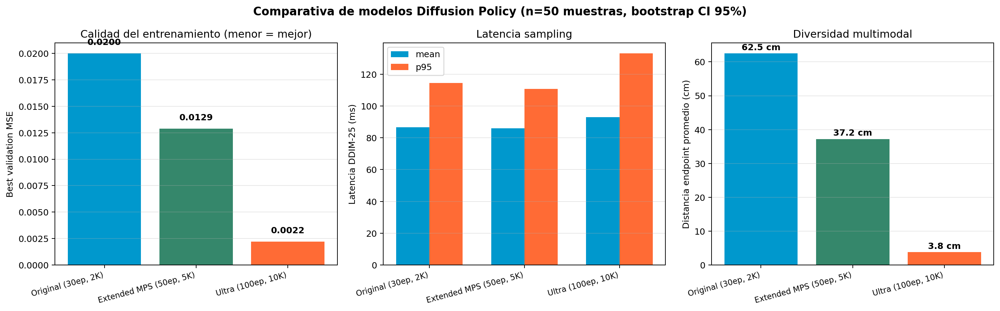 Comparativa de modelos Diffusion Policy (n=50 muestras, bootstrap CI 95%)
Calidad del entrenamiento (menor = mejor)
Best validation MSE
0.0200
0.0175
0.0150
0.0125
0.0100
0.0075
0.0050
0.0025
0.0000
0.0200
0.0129
0.0022
Original (30ep, 2K)
Extended MPS (50ep, 5K)
Ultra (100ep, 10K)
Latencia sampling
Latencia DDIM-25 (ms)
mean
p95
120
100
80
60
40
20
0
Original (30ep, 2K)
Extended MPS (50ep, 5K)
Ultra (100ep, 10K)
Diversidad multimodal
Distancia endpoint promedio (cm)
60
50
40
30
20
10
0
62.5 cm
37.2 cm
3.8 cm
Original (30ep, 2K)
Extended MPS (50ep, 5K)
Ultra (100ep, 10K)